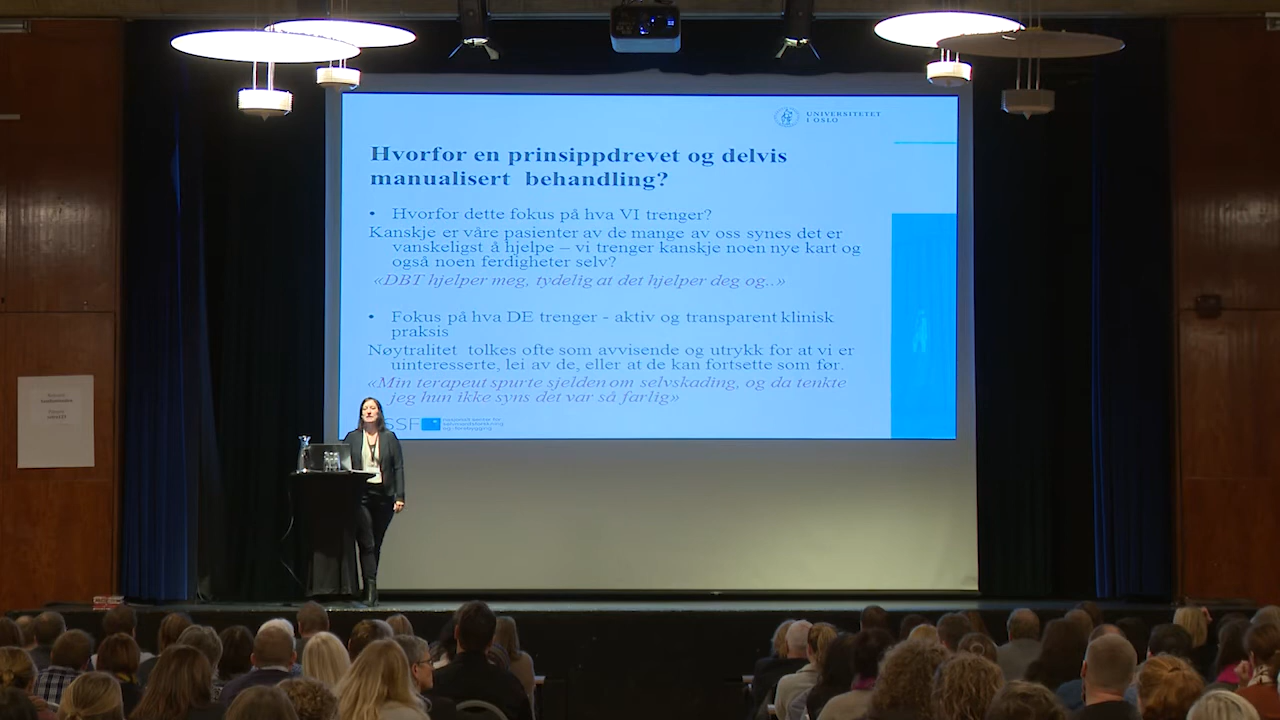 UNIVERSITETET
I OSLO
Hvorfor en prinsippdrevet og delvis
manualisert behandling?
• Hvorfor dette fokus på hva VI trenger?
Kanskje er våre pasienter av de mange av oss synes det er
vanskeligst å hjelpe – vi trenger kanskje noen nye kart og
også noen ferdigheter selv?
«DBT hjelper meg, tydelig at det hjelper deg og..»
• Fokus på hva DE trenger - aktiv og transparent klinisk
praksis
Nøytralitet tolkes ofte som avvisende og utrykk for at vi er
uinteresserte, lei av de, eller at de kan fortsette som før.
«Min terapeut spurte sjelden om selvskading, og da tenkte
jeg hun ikke syns det var så farlig»
SSF